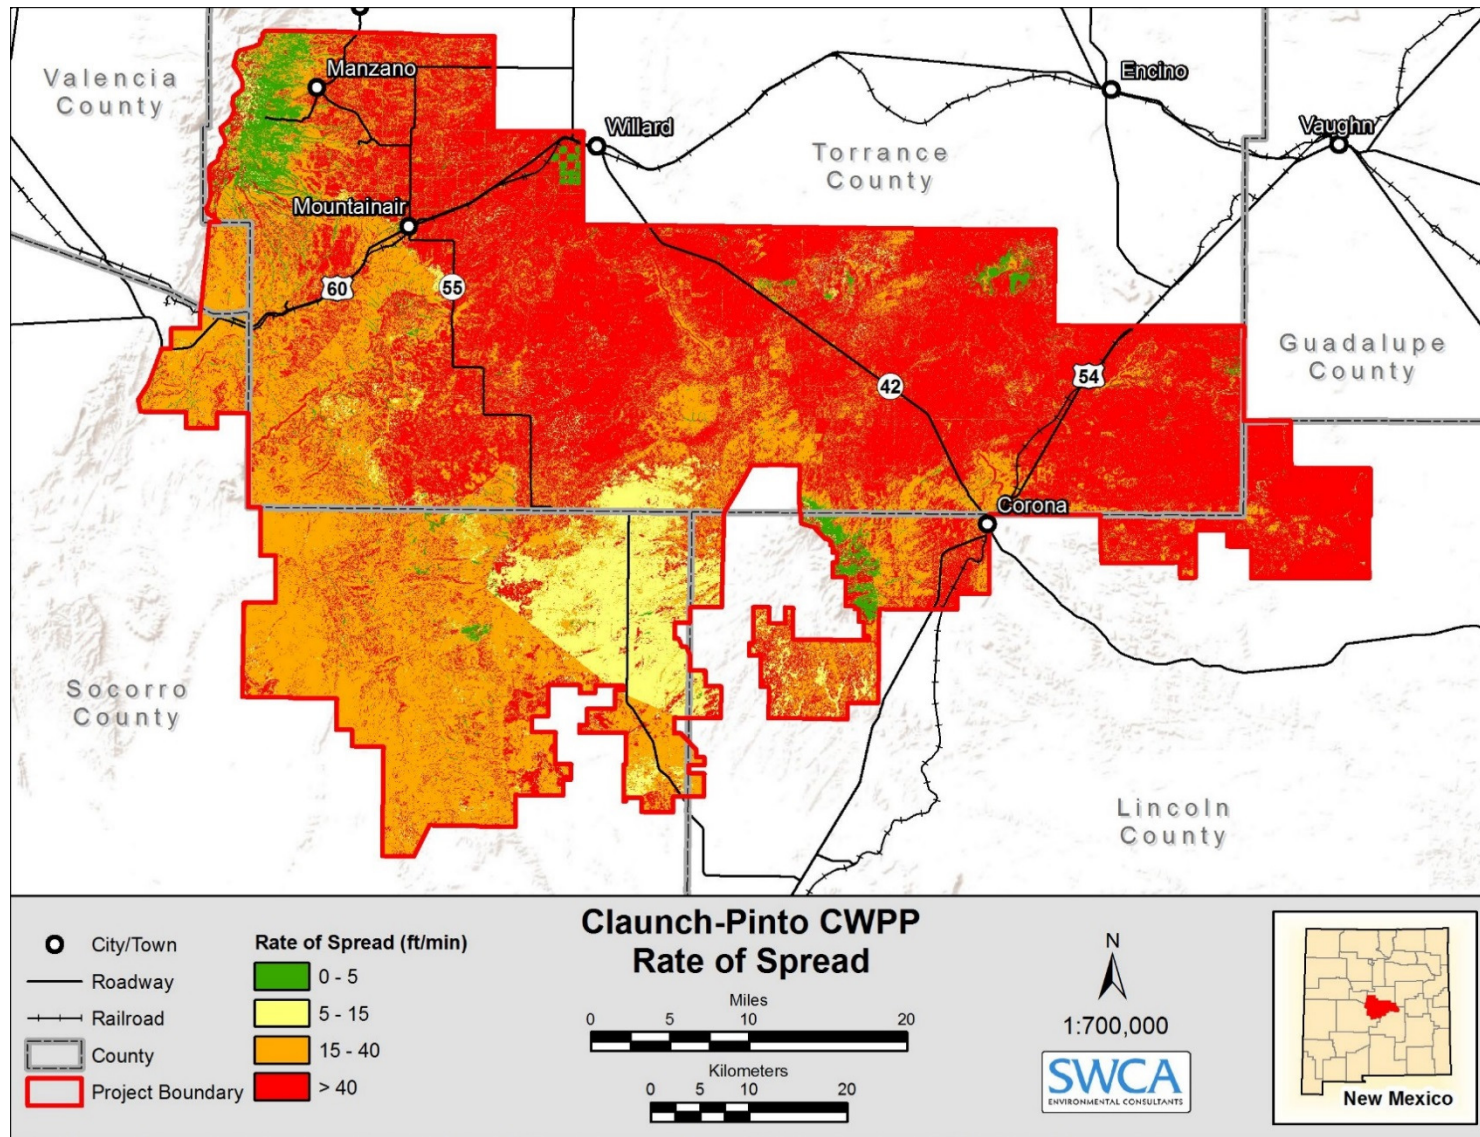 Valencia
County
Manzano
Encino
Willard
Vaughn
Torrance
County
Mountainair
60
55
Guadalupe
County
42
54
Corona
Socorro
County
Lincoln
County
City/Town
Roadway
Railroad
County
Project Boundary
Rate of Spread (ft/min)
0 - 5
5 - 15
15 - 40
> 40
Claunch-Pinto CWPP
Rate of Spread
Miles
0 5 10 20
Kilometers
0 5 10 20
N
1:700,000
SWCA
ENVIRONMENTAL CONSULTANTS
New Mexico